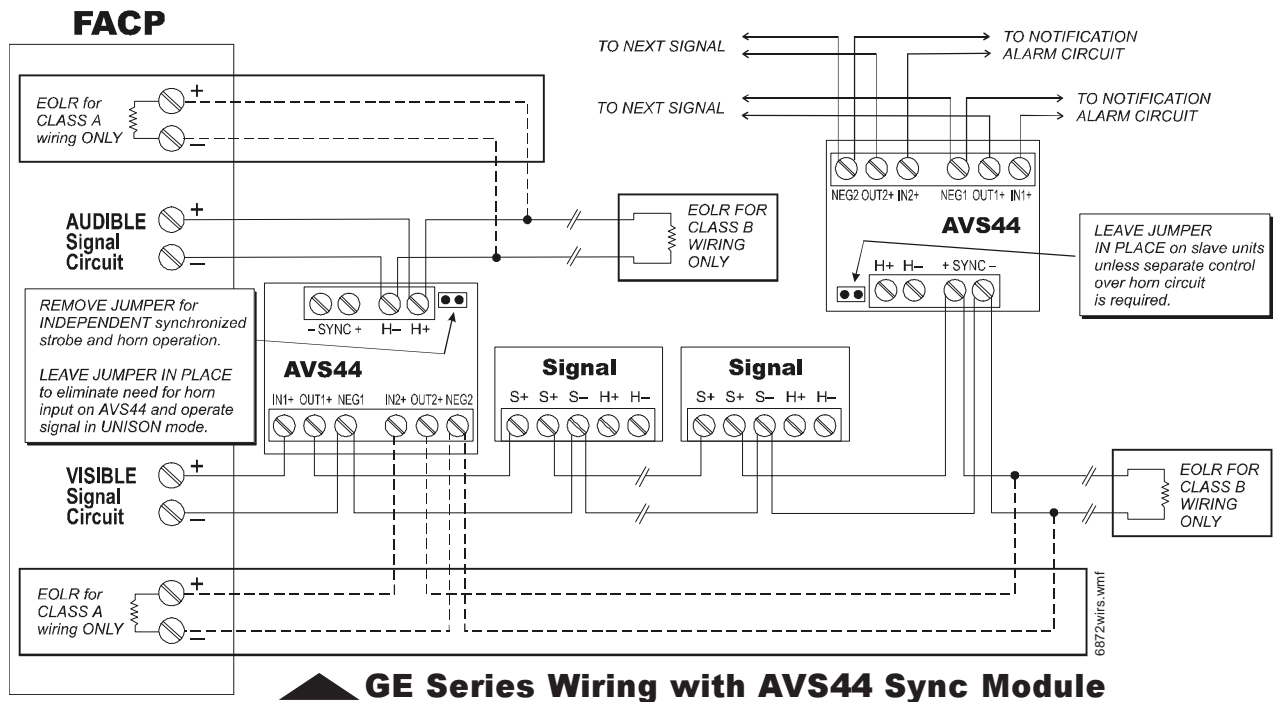 FACP
EOLR for
CLASS A
wiring ONLY
+
–
AUDIBLE
Signal
Circuit
+
–
EOLR FOR
CLASS B
WIRING
ONLY
REMOVE JUMPER for
INDEPENDENT synchronized
strobe and horn operation.
LEAVE JUMPER IN PLACE
to eliminate need for horn
input on AVS44 and operate
signal in UNISON mode.
– SYNC + H– H+
AVS44
IN1+ OUT1+ NEG1 IN2+ OUT2+ NEG2
Signal
S+ S+ S– H+ H–
Signal
S+ S+ S– H+ H–
TO NEXT SIGNAL
TO NOTIFICATION
ALARM CIRCUIT
TO NEXT SIGNAL
TO NOTIFICATION
ALARM CIRCUIT
NEG2 OUT2+ IN2+ NEG1 OUT1+ IN1+
AVS44
H+ H– + SYNC –
LEAVE JUMPER
IN PLACE on slave units
unless separate control
over horn circuit
is required.
VISIBLE
Signal
Circuit
+
–
EOLR FOR
CLASS B
WIRING
ONLY
EOLR for
CLASS A
wiring ONLY
+
–
6872wirs.wmf
GE Series Wiring with AVS44 Sync Module